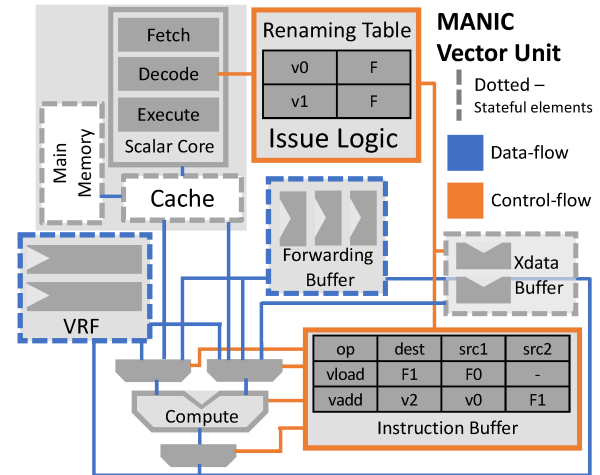 Fetch
Decode
Execute
Scalar Core
Main
Memory
Cache
Renaming Table
v0 F
v1 F
Issue Logic
MANIC
Vector Unit
Dotted –
Stateful elements
Data-flow
Control-flow
Forwarding
Buffer
Xdata
Buffer
VRF
Compute
op dest src1 src2
vload F1 F0 -
vadd v2 v0 F1
Instruction Buffer